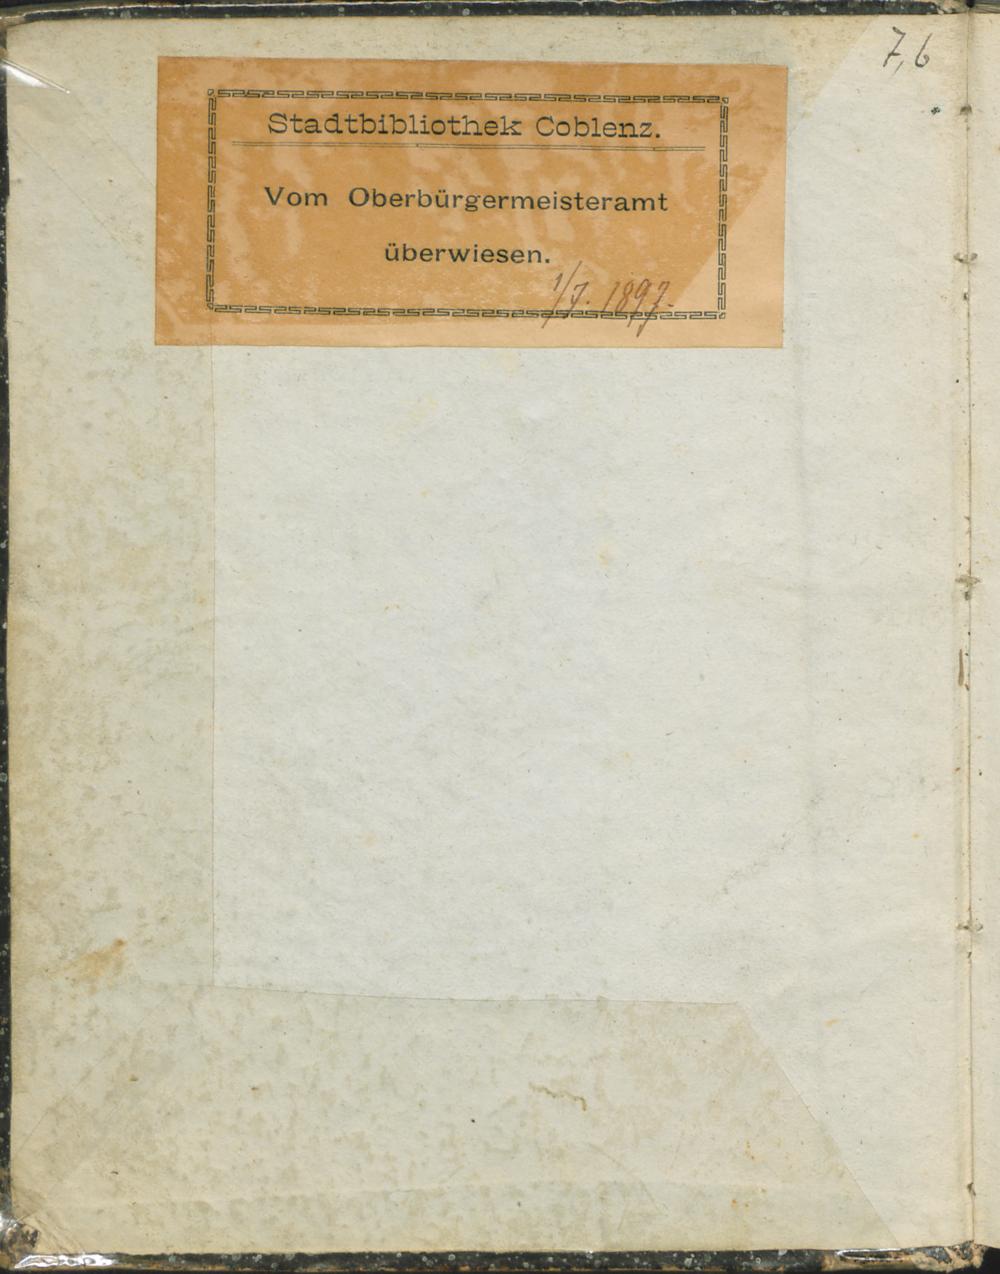 7,6
Stadtbibliothek Coblenz.
Vom Oberbürgermeisteramt
überwiesen.
1/7. 1897.